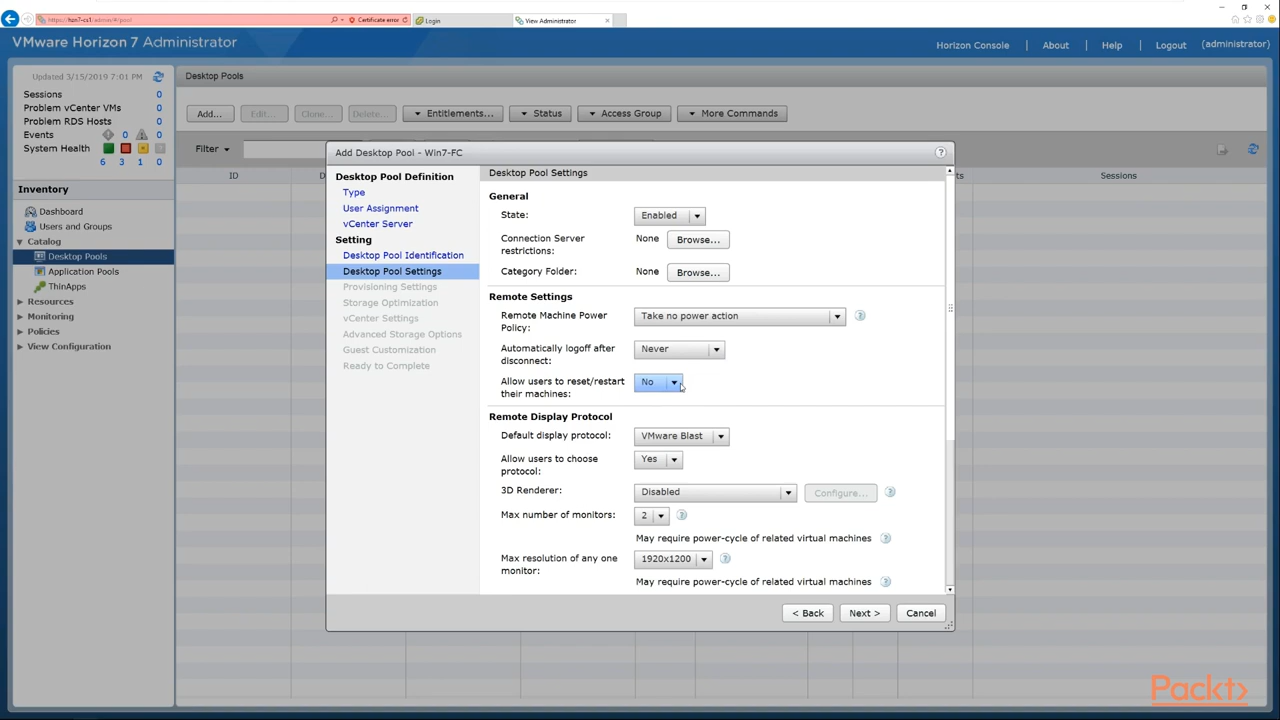 https://hzn7-cs1/admin/#/pool
Certificate error
Login
View Administrator
VMware Horizon 7 Administrator
Horizon Console
About
Help
Logout
(administrator)
Updated 3/15/2019 7:01 PM
Sessions 0
Problem vCenter VMs 0
Problem RDS Hosts 0
Events 0 0
System Health
6 3 1 0
Inventory
Dashboard
Users and Groups
Catalog
Desktop Pools
Application Pools
ThinApps
Resources
Monitoring
Policies
View Configuration
Desktop Pools
Add...
Edit...
Clone...
Delete...
Entitlements...
Status
Access Group
More Commands
Filter
ID
Sessions
Add Desktop Pool - Win7-FC
Desktop Pool Definition
Type
User Assignment
vCenter Server
Setting
Desktop Pool Identification
Desktop Pool Settings
Provisioning Settings
Storage Optimization
vCenter Settings
Advanced Storage Options
Guest Customization
Ready to Complete
Desktop Pool Settings
General
State: Enabled
Connection Server
restrictions:
None Browse...
Category Folder: None Browse...
Remote Settings
Remote Machine Power
Policy:
Take no power action
Automatically logoff after
disconnect:
Never
Allow users to reset/restart
their machines:
No
Remote Display Protocol
Default display protocol: VMware Blast
Allow users to choose
protocol:
Yes
3D Renderer: Disabled Configure...
Max number of monitors: 2
May require power-cycle of related virtual machines
Max resolution of any one
monitor:
1920x1200
May require power-cycle of related virtual machines
< Back
Next >
Cancel
Packt>